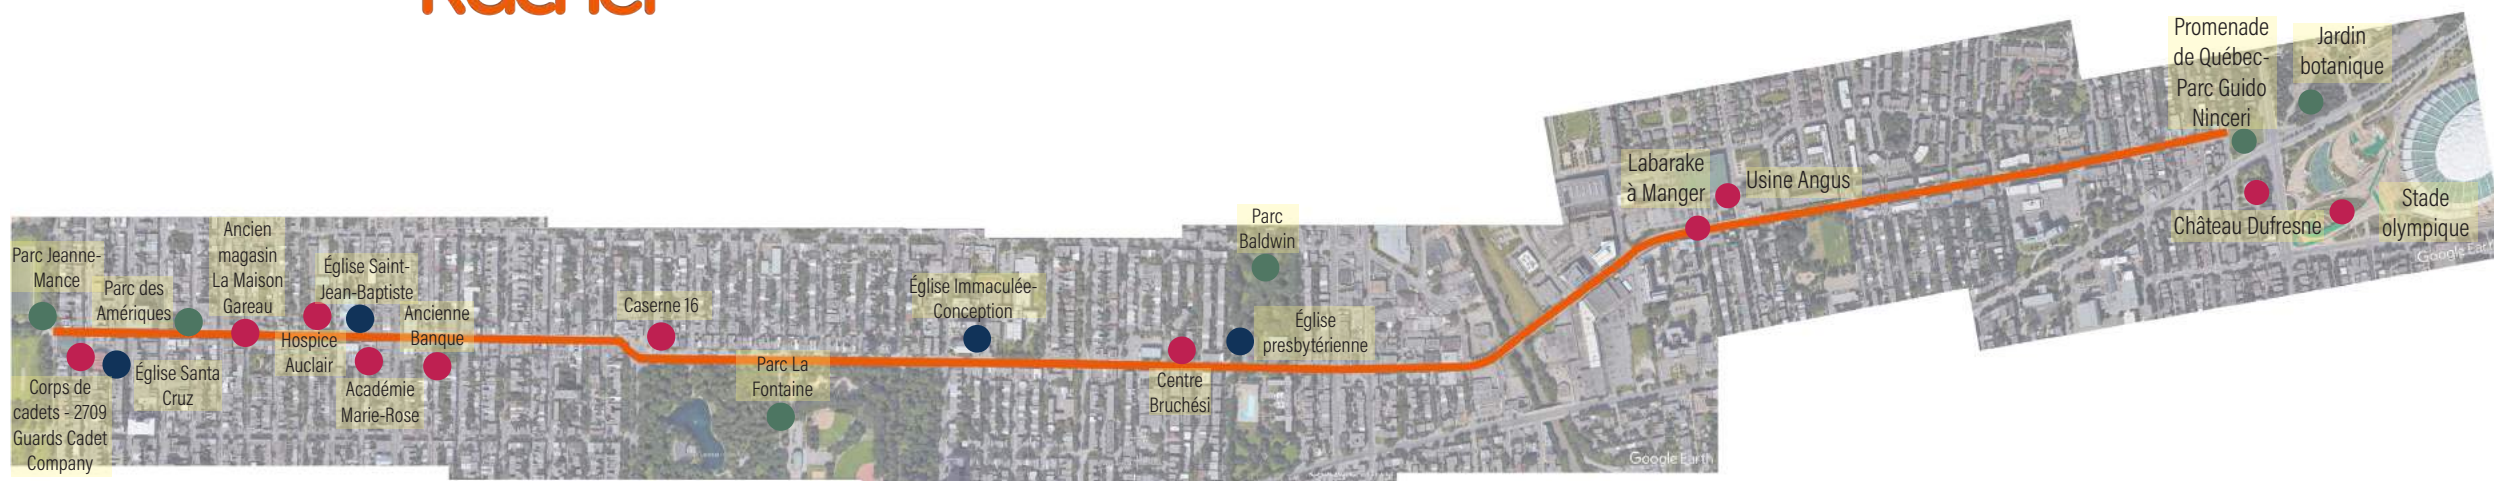 Rachel
Parc Jeanne-
Mance
Parc des
Amériques
Corps de
cadets - 2709
Guards Cadet
Company
Église Santa
Cruz
Ancien
magasin
La Maison
Gareau
Hospice
Auclair
Église Saint-
Jean-Baptiste
Académie
Marie-Rose
Ancienne
Banque
Caserne 16
Parc La
Fontaine
Église Immaculée-
Conception
Centre
Bruchési
Parc
Baldwin
Église
presbytérienne
Labarake
à Manger
Usine Angus
Promenade
de Québec-
Parc Guido
Ninceri
Jardin
botanique
Château Dufresne
Stade
olympique
Google Earth
Google Earth